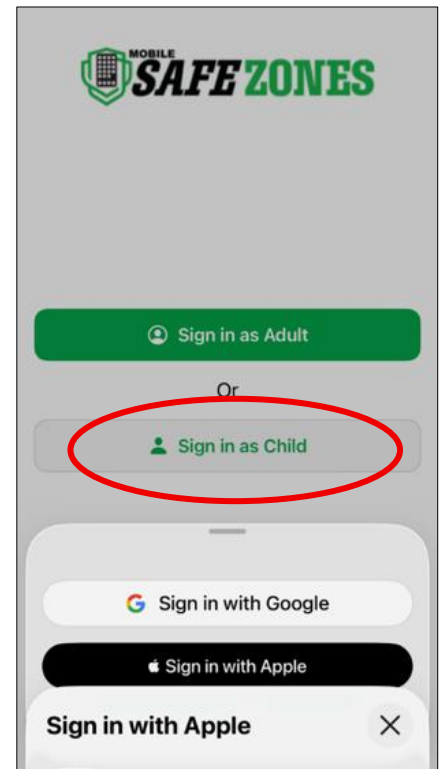 MOBILE
SAFE ZONES
Sign in as Adult
Or
Sign in as Child
Sign in with Google
Sign in with Apple
Sign in with Apple